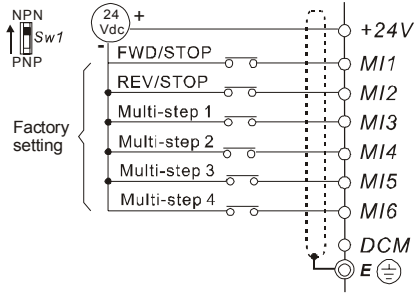 NPN
Sw1
PNP
24
Vdc
+
-
+24V
FWD/STOP
MI1
REV/STOP
MI2
Multi-step 1
MI3
Factory
setting
Multi-step 2
MI4
Multi-step 3
MI5
Multi-step 4
MI6
DCM
E